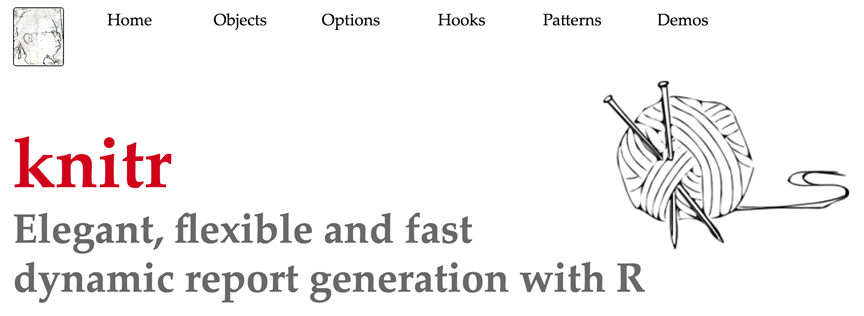 Home Objects Options Hooks Patterns Demos
knitr
Elegant, flexible and fast
dynamic report generation with R